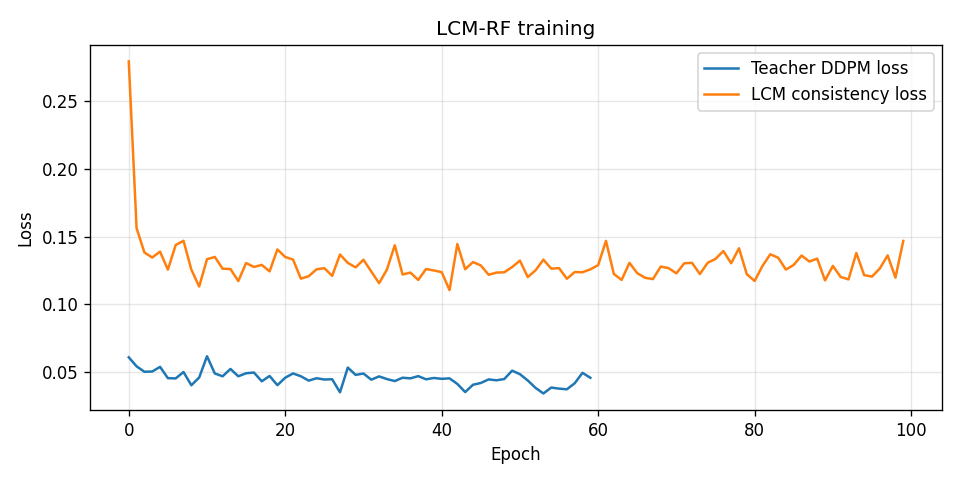 LCM-RF training
Teacher DDPM loss
LCM consistency loss
Loss
0.25
0.20
0.15
0.10
0.05
0 20 40 60 80 100
Epoch